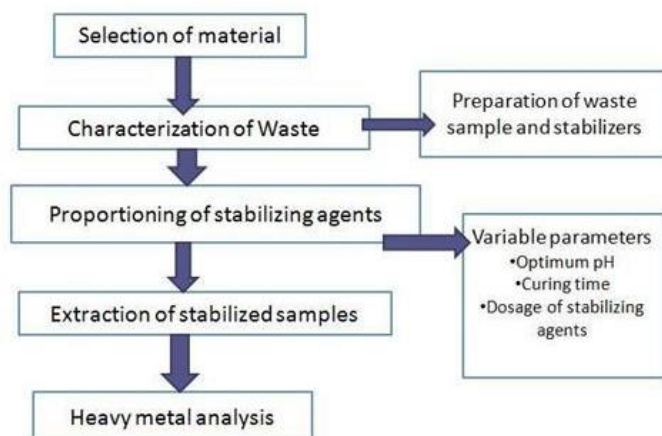 Selection of material
Characterization of Waste
Preparation of waste
sample and stabilizers
Proportioning of stabilizing agents
Variable parameters
•Optimum pH
•Curing time
•Dosage of stabilizing
agents
Extraction of stabilized samples
Heavy metal analysis